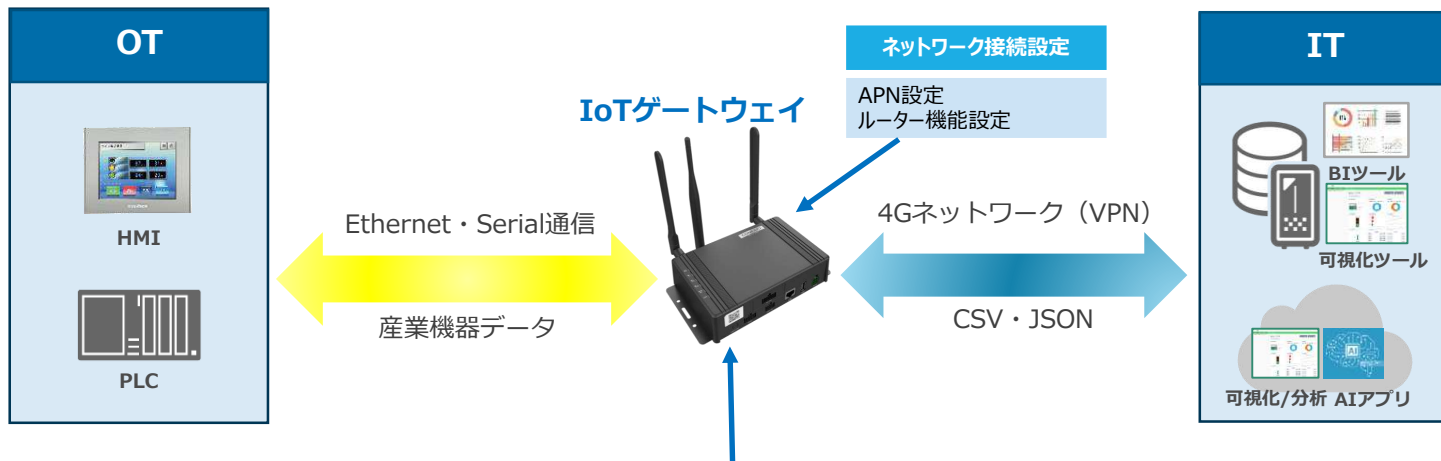 OT
HMI
PLC
Ethernet・Serial通信
産業機器データ
IoTゲートウェイ
ネットワーク接続設定
APN設定
ルーター機能設定
4Gネットワーク（VPN）
CSV・JSON
IT
BIツール
可視化ツール
AI
可視化/分析 AIアプリ